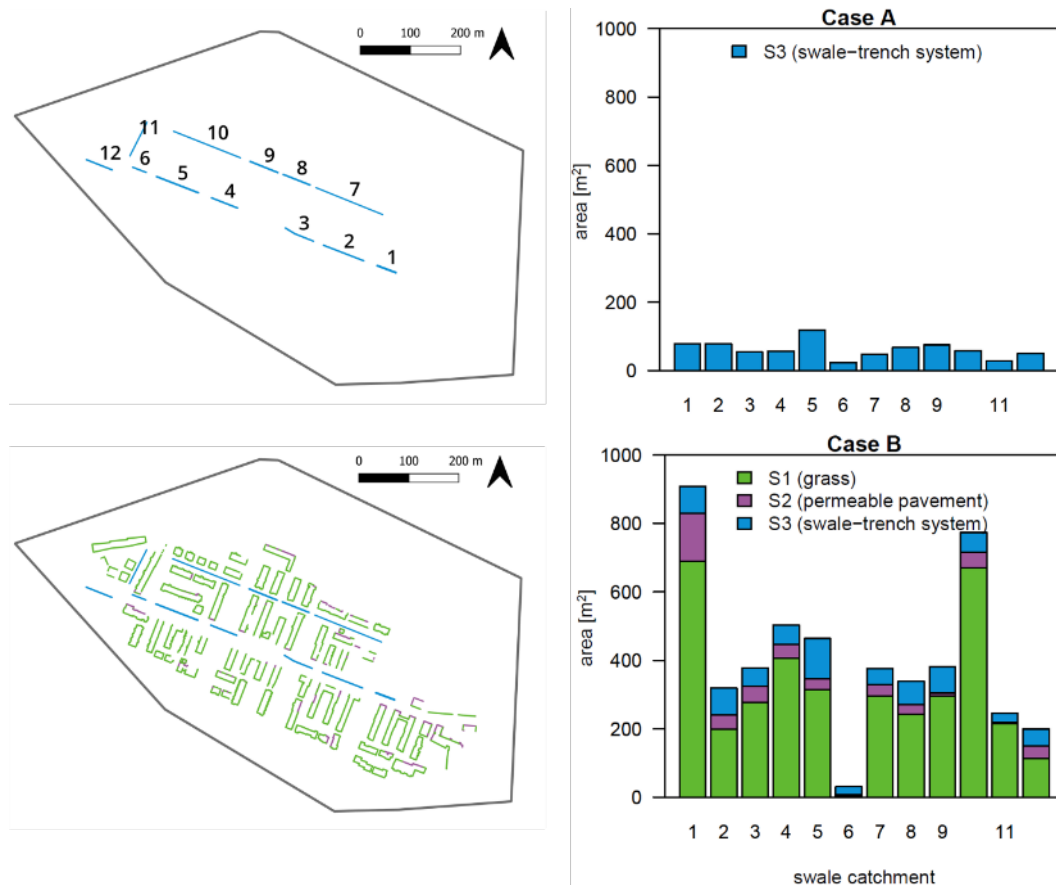 0 100 200 m
11
10
12
6
9
5
8
4
7
3
2
1
Case A
1000
800
600
400
200
0
area [m²]
S3 (swale−trench system)
1 2 3 4 5 6 7 8 9 11
0 100 200 m
Case B
1000
800
600
400
200
0
area [m²]
S1 (grass)
S2 (permeable pavement)
S3 (swale−trench system)
1 2 3 4 5 6 7 8 9 11
swale catchment